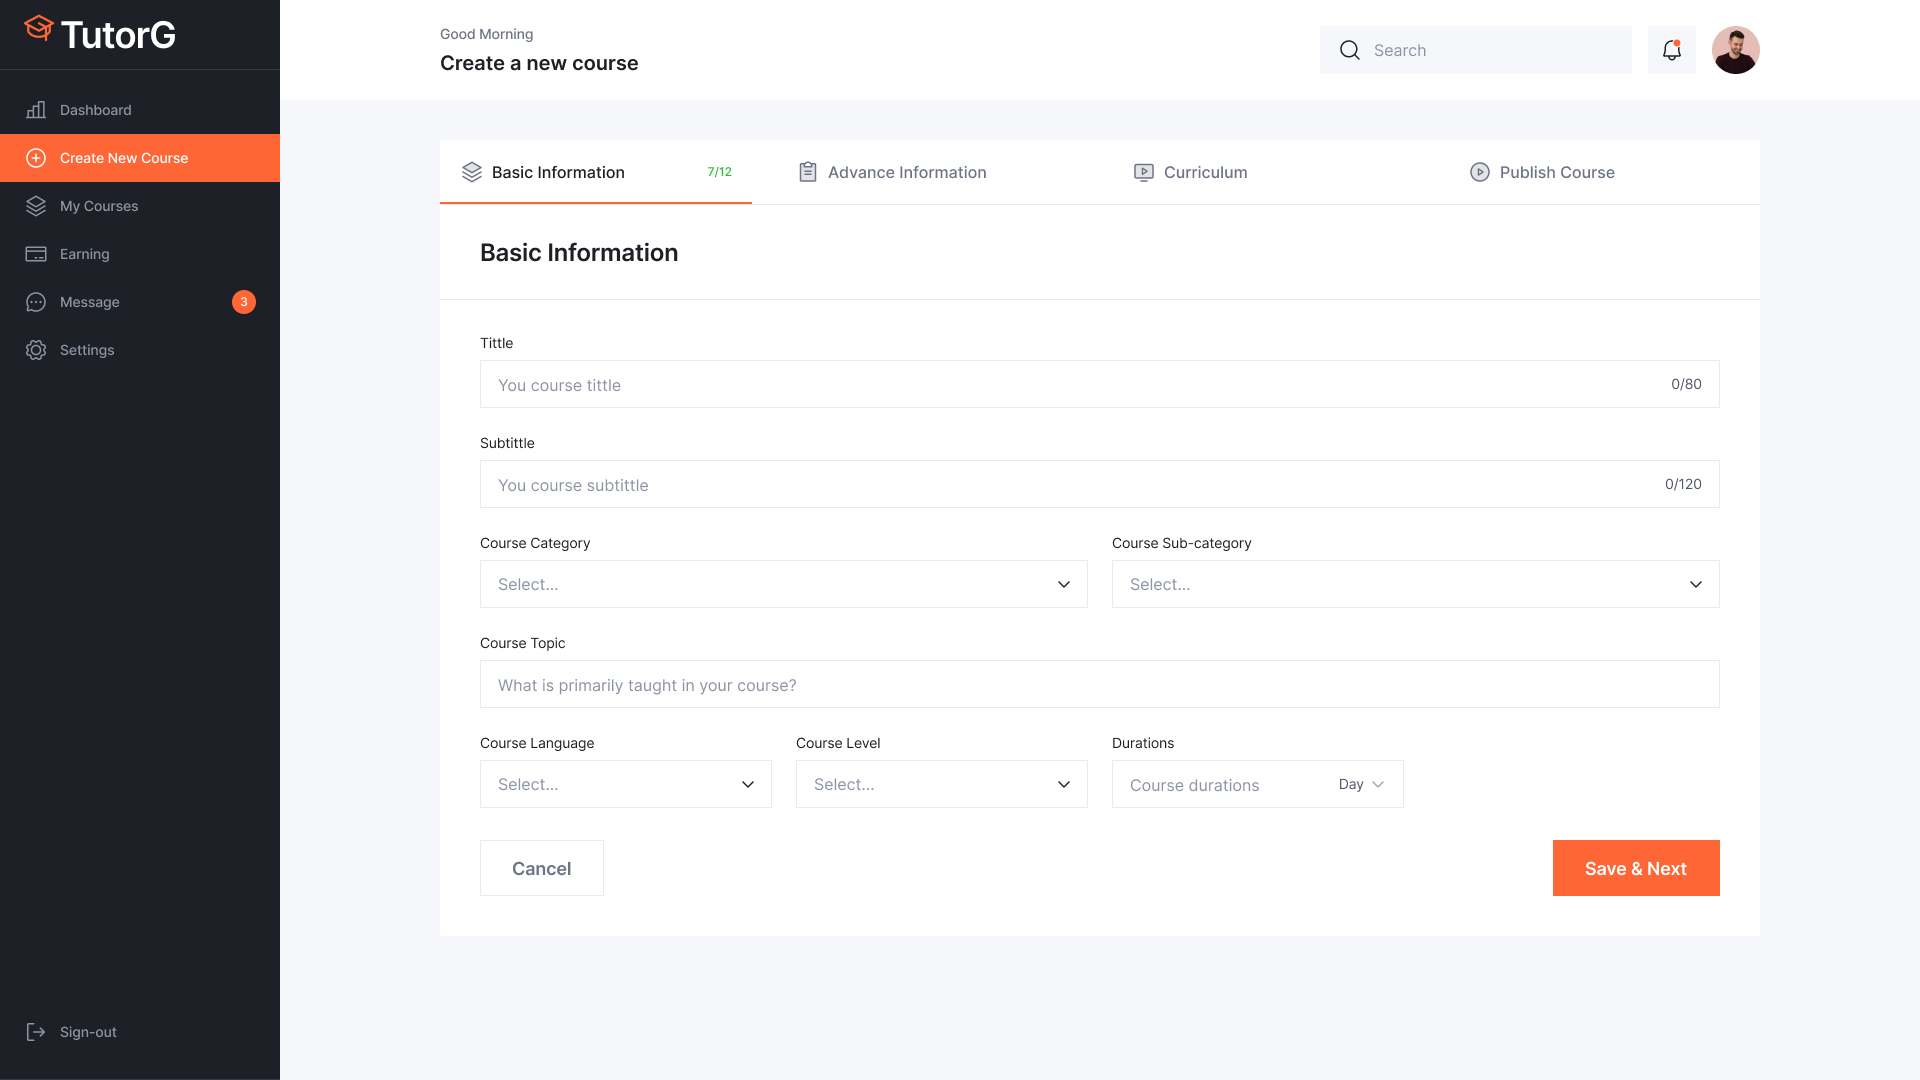 TutorG
Dashboard
Create New Course
My Courses
Earning
Message
3
Settings
Sign-out
Good Morning
Create a new course
Search
Basic Information
7/12
Advance Information
Curriculum
Publish Course
Basic Information
Tittle
You course tittle
0/80
Subtittle
You course subtittle
0/120
Course Category
Select...
Course Sub-category
Select...
Course Topic
What is primarily taught in your course?
Course Language
Select...
Course Level
Select...
Durations
Course durations
Day
Cancel
Save & Next